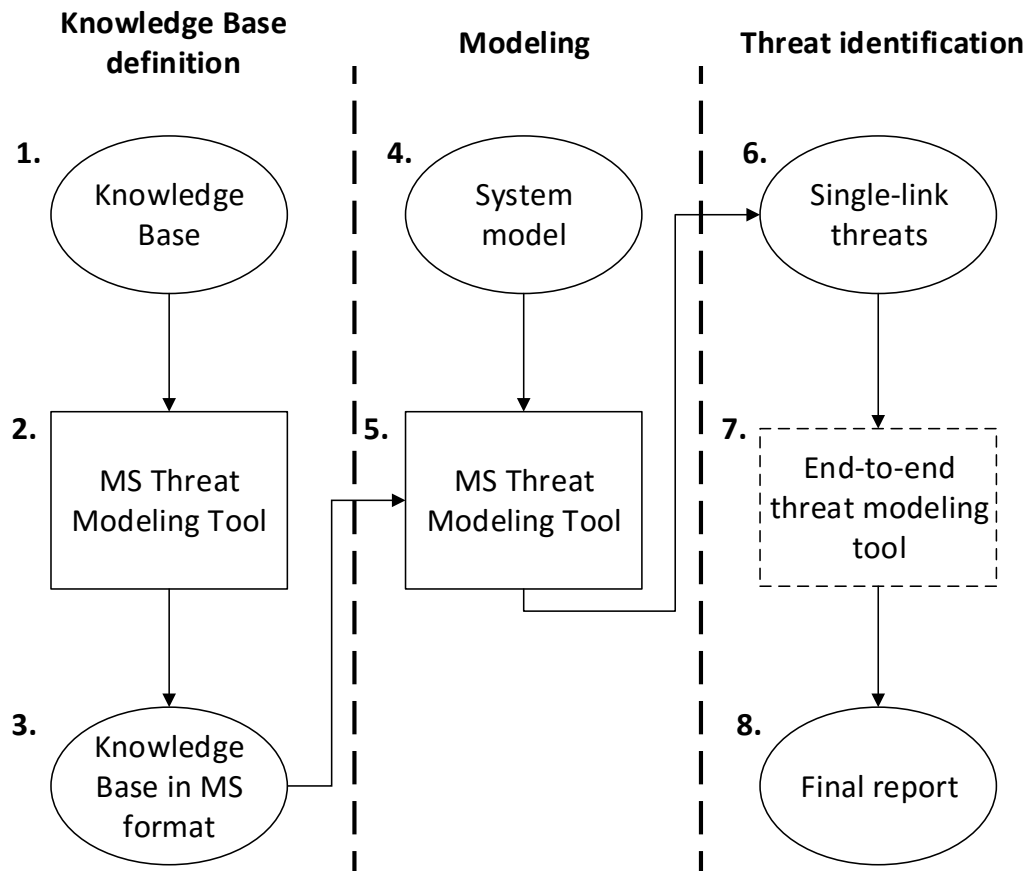 Knowledge Base
definition
1.
Knowledge
Base
2.
MS Threat
Modeling Tool
3.
Knowledge
Base in MS
format
Modeling
4.
System
model
5.
MS Threat
Modeling Tool
Threat identification
6.
Single-link
threats
7.
End-to-end
threat modeling
tool
8.
Final report